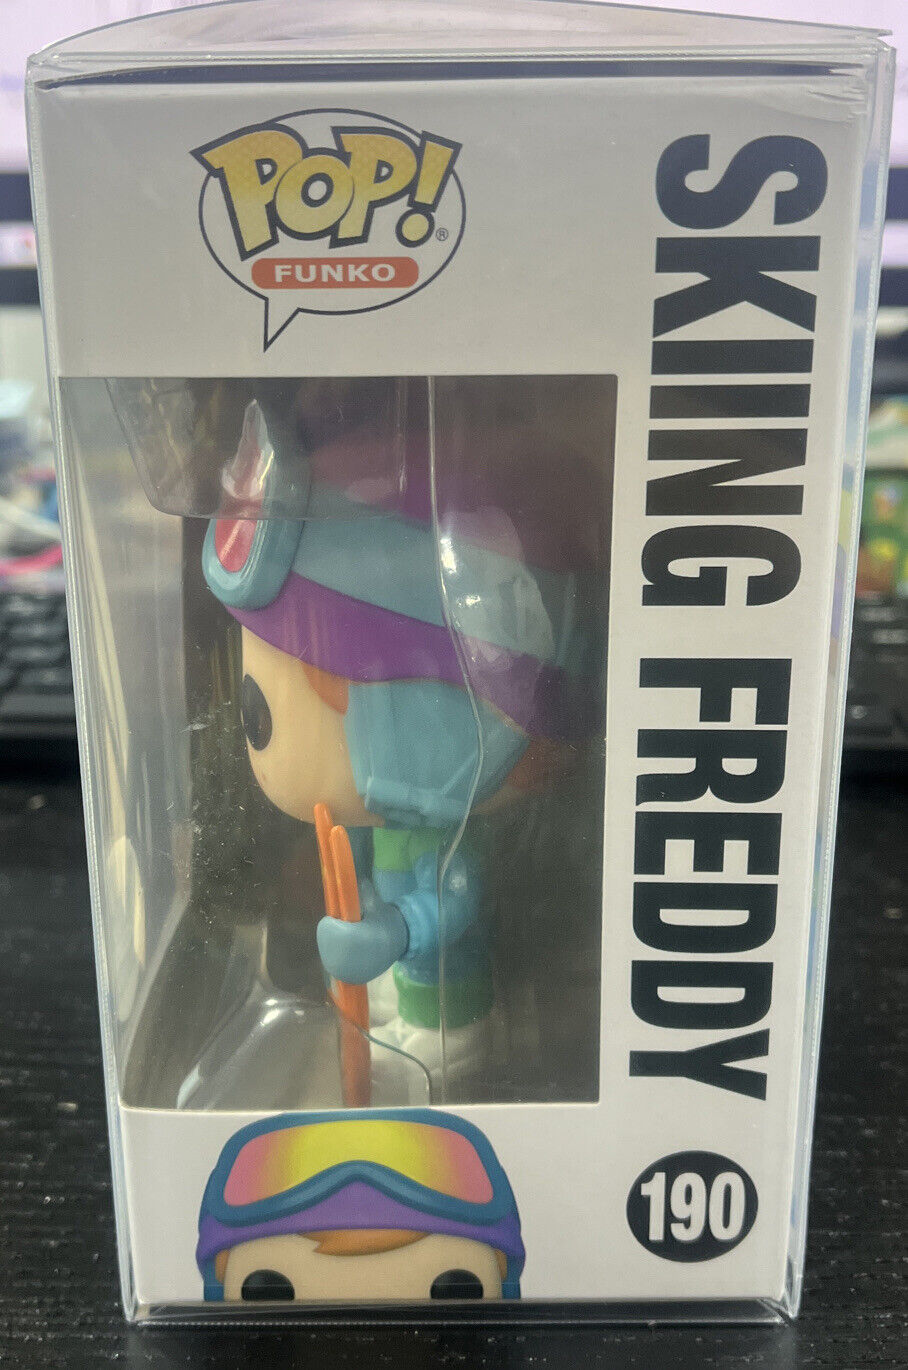 POP!®
FUNKO
SKIING FREDDY
190